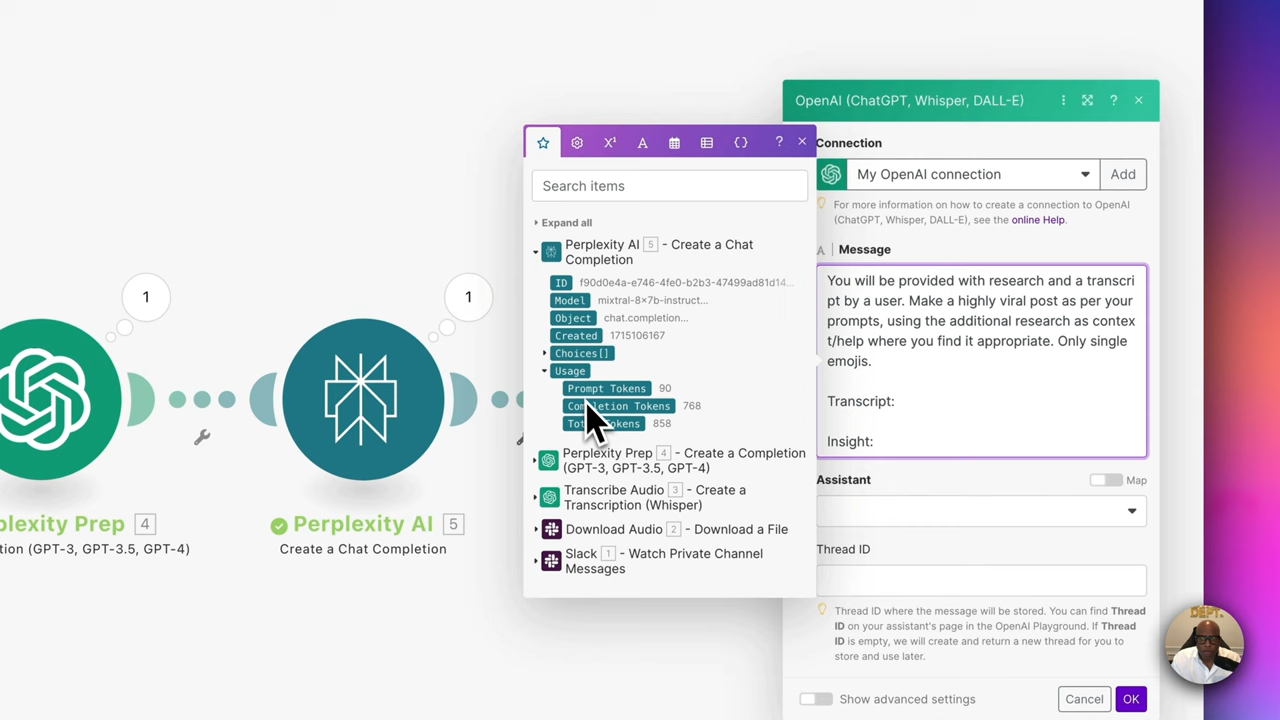 OpenAI (ChatGPT, Whisper, DALL-E)
?
Connection
My OpenAI connection
Add
For more information on how to create a connection to OpenAI
(ChatGPT, Whisper, DALL-E), see the online Help.
A | Message
You will be provided with research and a transcri
pt by a user. Make a highly viral post as per your
prompts, using the additional research as contex
t/help where you find it appropriate. Only single
emojis.
Transcript:
Insight:
Assistant
Map
Thread ID
Thread ID where the message will be stored. You can find Thread
ID on your assistant's page in the OpenAI Playground. If Thread
ID is empty, we will create and return a new thread for you to
store and use later.
Show advanced settings
Cancel
OK
Search items
Expand all
Perplexity AI 5 - Create a Chat
Completion
ID f90d0e4a-e746-4fe0-b2b3-47499ad81d14...
Model mixtral-8x7b-instruct...
Object chat.completion...
Created 1715106167
Choices[]
Usage
Prompt Tokens 90
Completion Tokens 768
Total Tokens 858
Perplexity Prep 4 - Create a Completion
(GPT-3, GPT-3.5, GPT-4)
Transcribe Audio 3 - Create a
Transcription (Whisper)
Download Audio 2 - Download a File
Slack 1 - Watch Private Channel
Messages
1
1
plexity Prep 4
tion (GPT-3, GPT-3.5, GPT-4)
Perplexity AI 5
Create a Chat Completion
DEPT